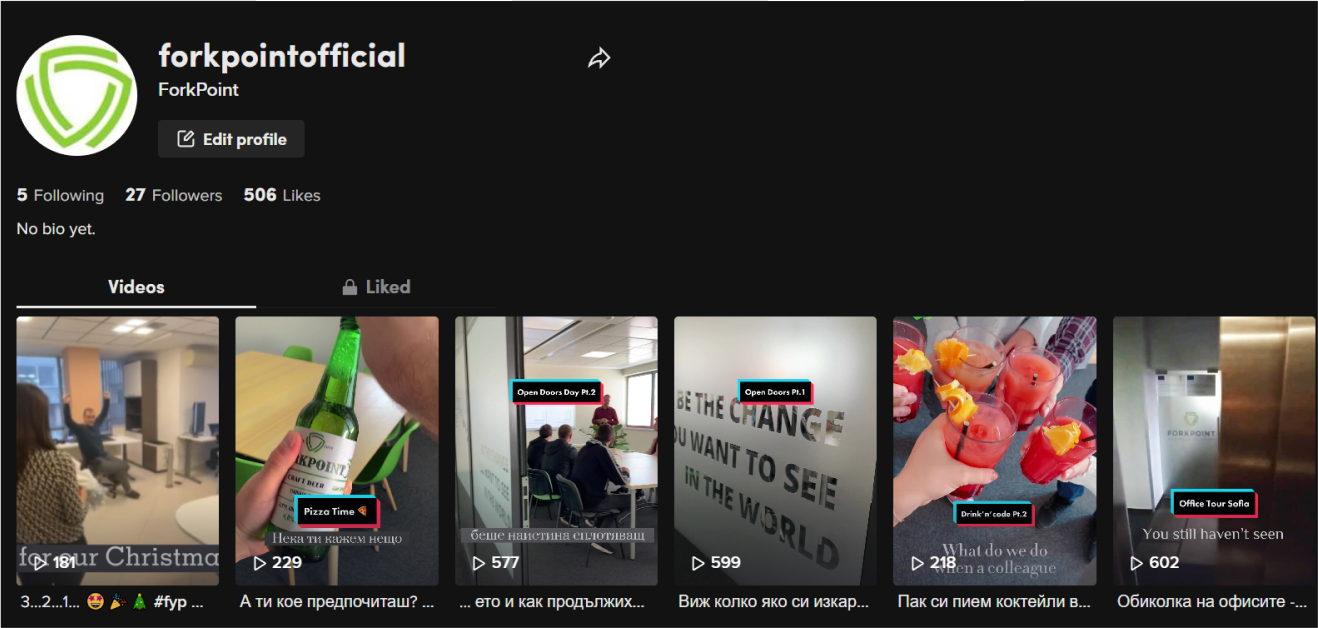 forkpointofficial
ForkPoint
Edit profile
5 Following 27 Followers 506 Likes
No bio yet.
Videos Liked
for our Christma
181
3...2...1... 🤩 🎉 🎄 #fyp ...
FORKPOINT
CRAFT BEER
Pizza Time 🍕
Нека ти кажем нещо
229
А ти кое предпочиташ? ...
Open Doors Day Pt.2
беше наистина сплотяващ
577
... ето и как продължих...
Open Doors Pt.1
BE THE CHANGE
YOU WANT TO SEE
IN THE WORLD
599
Виж колко яко си изкар...
Drink'n'code Pt.2
What do we do
when a colleague
218
Пак си пием коктейли в...
FORKPOINT
Office Tour Sofia
You still haven't seen
602
Обиколка на офисите -...